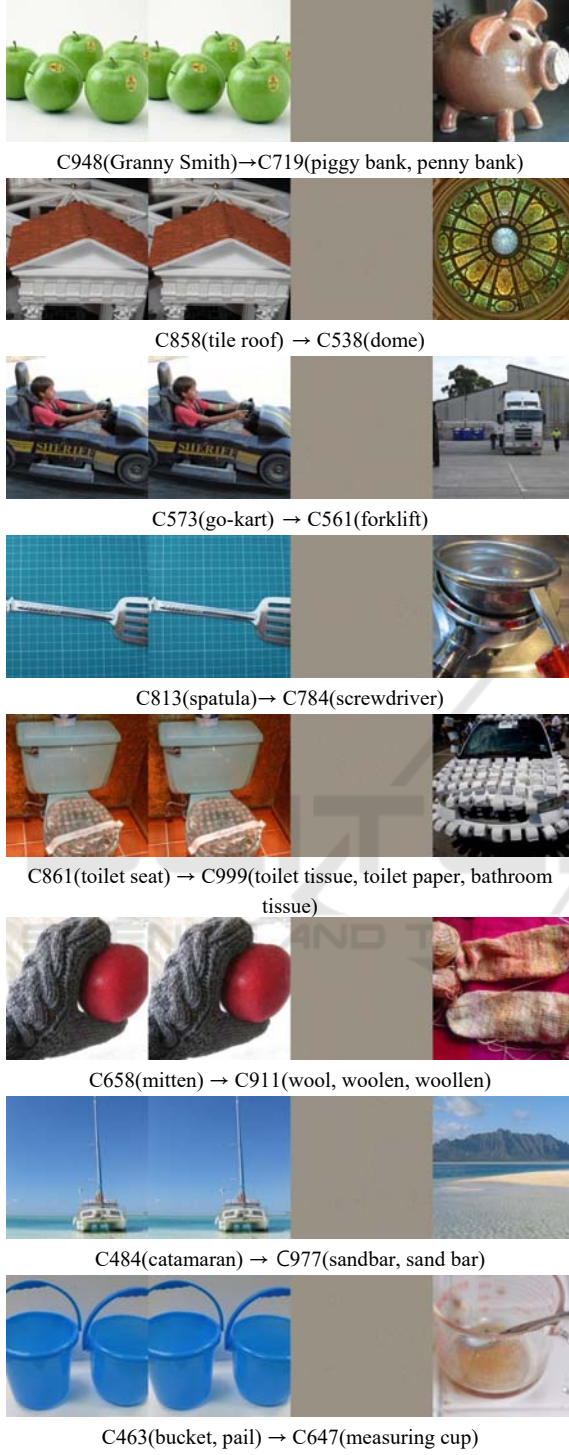 C948(Granny Smith)→C719(piggy bank, penny bank)
C858(tile roof) → C538(dome)
SHERIFF SHERIFF
C573(go-kart) → C561(forklift)
C813(spatula)→ C784(screwdriver)
C861(toilet seat) → C999(toilet tissue, toilet paper, bathroom
tissue)
C658(mitten) → C911(wool, woolen, woollen)
C484(catamaran) → C977(sandbar, sand bar)
C463(bucket, pail) → C647(measuring cup)